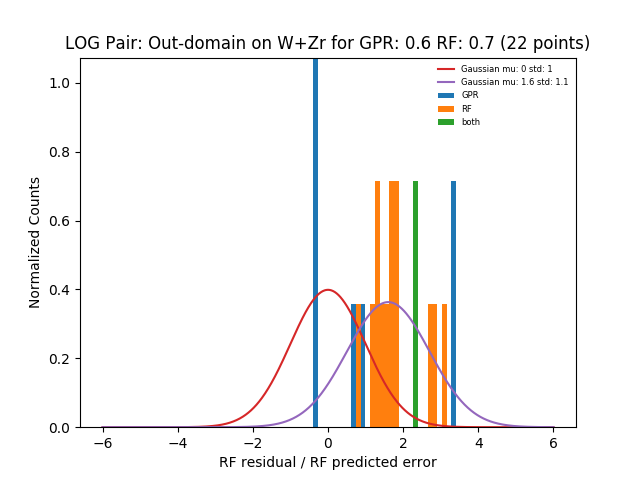 LOG Pair: Out-domain on W+Zr for GPR: 0.6 RF: 0.7 (22 points)
Gaussian mu: 0 std: 1
Gaussian mu: 1.6 std: 1.1
GPR
RF
both
1.0
0.8
0.6
0.4
0.2
0.0
Normalized Counts
−6 −4 −2 0 2 4 6
RF residual / RF predicted error